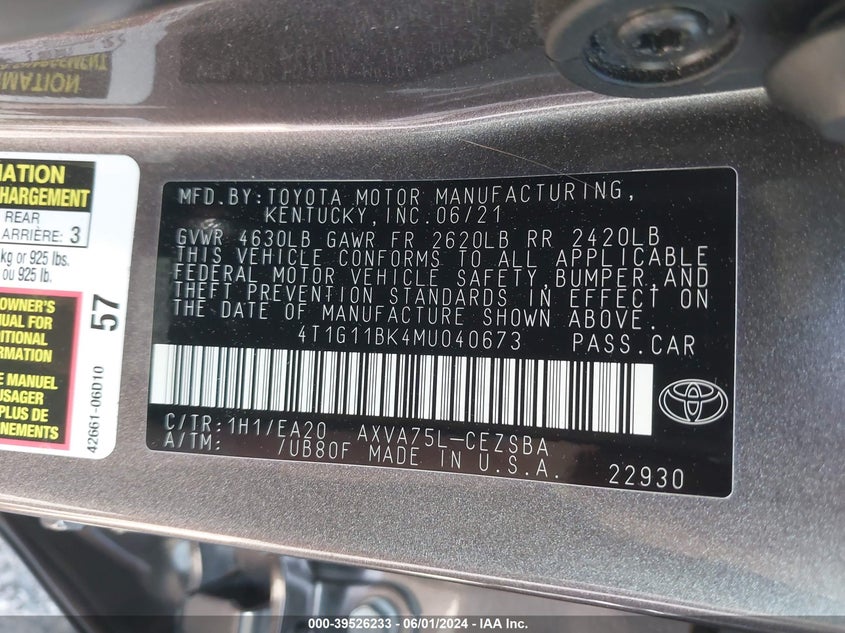 MATION
MATION
HARGEMENT
REAR
ARRIÈRE: 3
kg or 925 lbs.
ou 925 lb.
OWNER'S
UAL FOR
DITIONAL
ORMATION
E MANUEL
USAGER
PLUS DE
NEMENTS
57
42661-06D10
MFD.BY:TOYOTA MOTOR MANUFACTURING,
KENTUCKY,INC.06/21
GVWR 4630LB GAWR FR 2620LB RR 2420LB
THIS VEHICLE CONFORMS TO ALL APPLICABLE
FEDERAL MOTOR VEHICLE SAFETY,BUMPER,AND
THEFT PREVENTION STANDARDS IN EFFECT ON
THE DATE OF MANUFACTURE SHOWN ABOVE.
4T1G11BK4MU040673 PASS.CAR
C/TR:1H1/EA20 AXVA75L-CEZSBA
A/TM: /UB80F MADE IN U.S.A.
22930
000-39526233 - 06/01/2024 - IAA Inc.